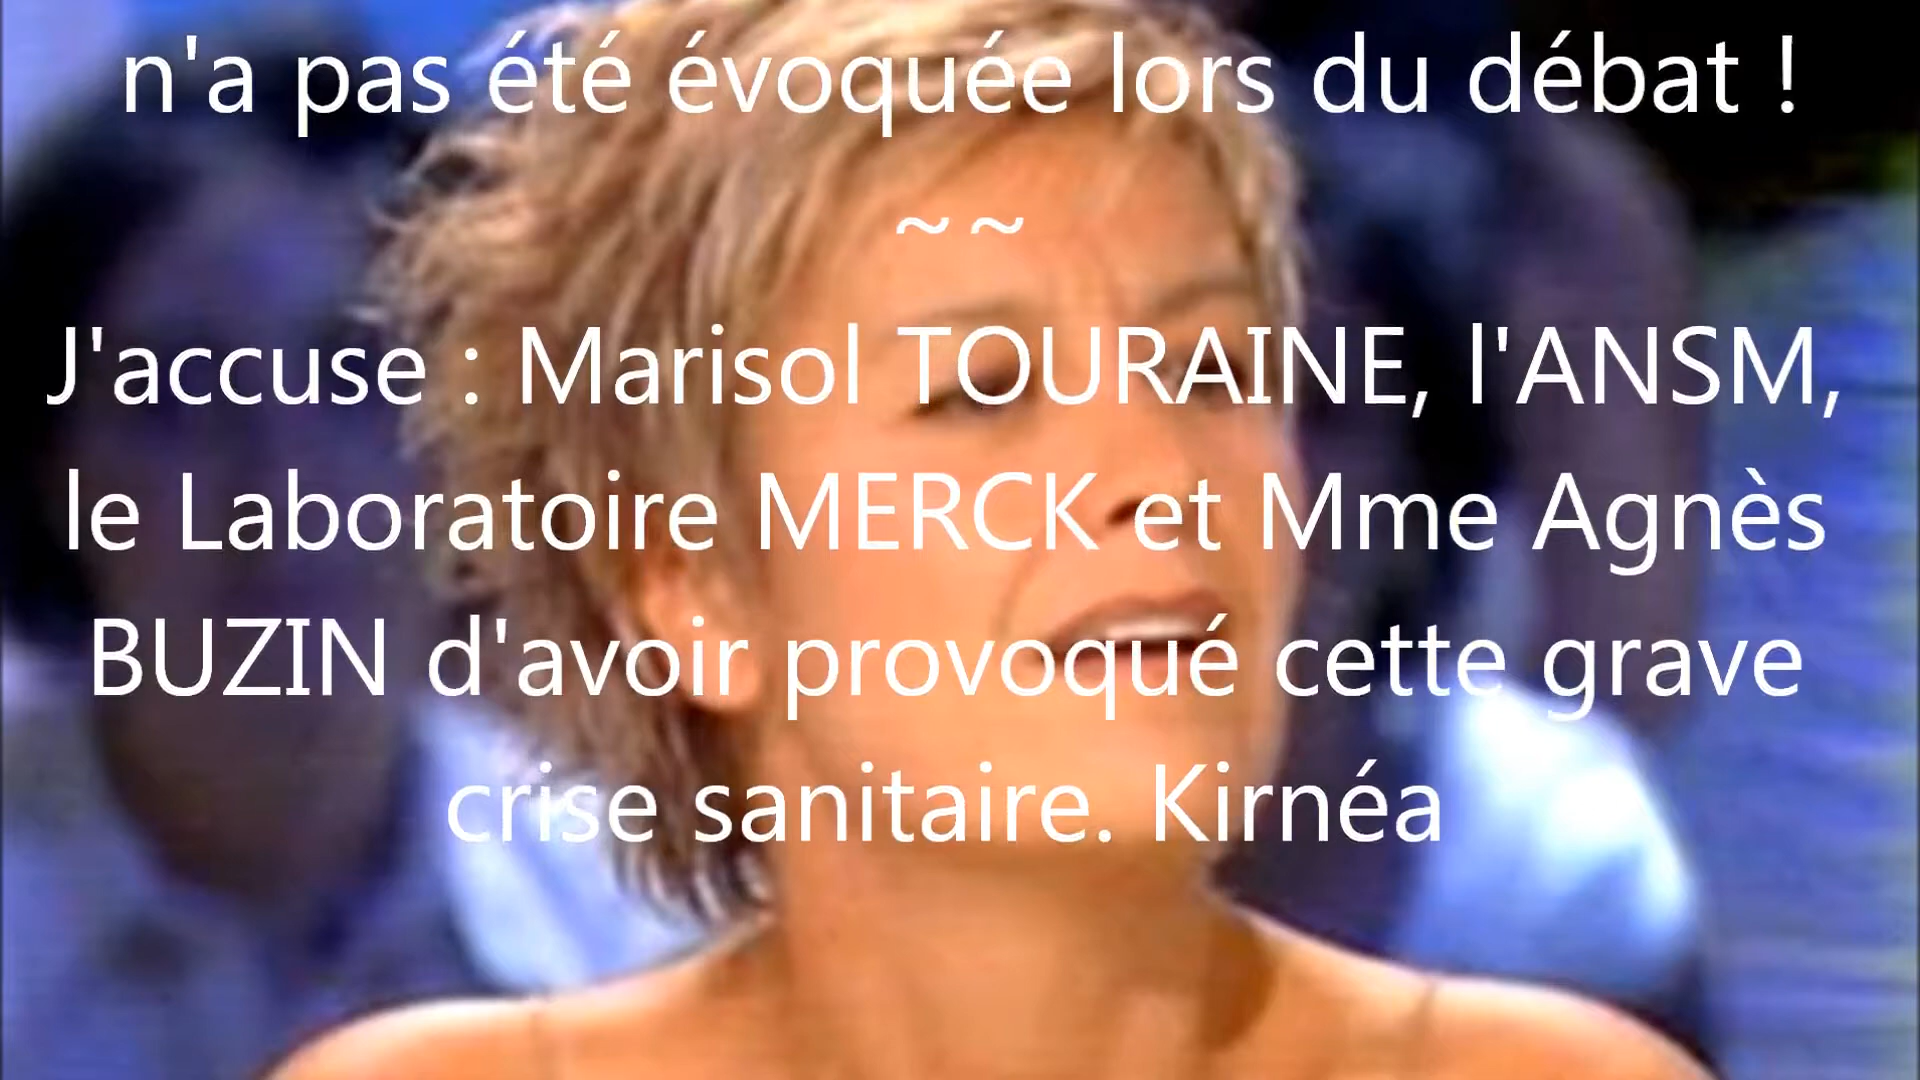 n'a pas été évoquée lors du débat !
~ ~
J'accuse : Marisol TOURAINE, l'ANSM,
le Laboratoire MERCK et Mme Agnès
BUZIN d'avoir provoqué cette grave
crise sanitaire. Kirnéa